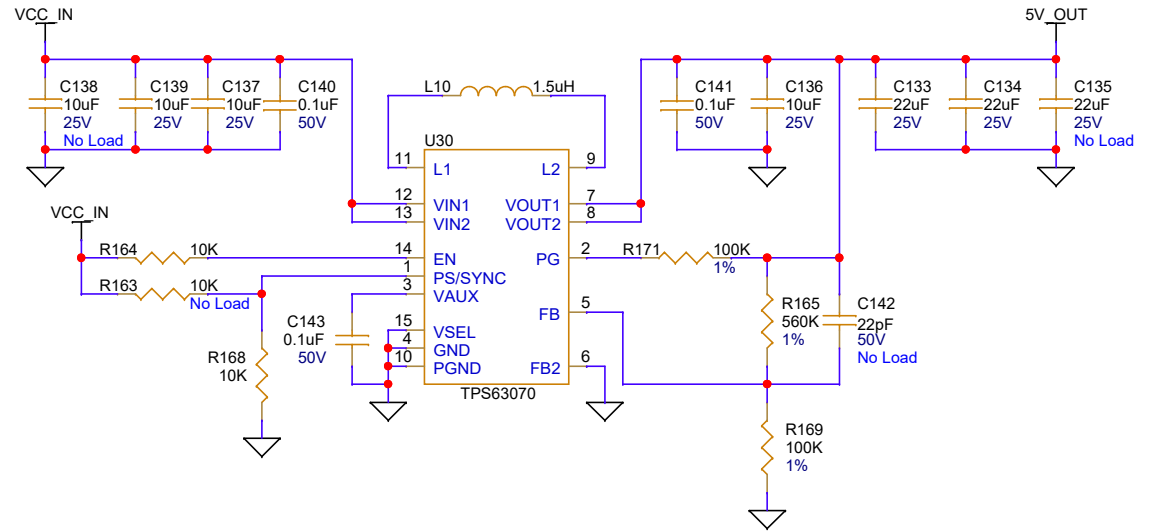 VCC_IN
5V_OUT
C138
10uF
25V
No Load
C139
10uF
25V
C137
10uF
25V
C140
0.1uF
50V
L10
1.5uH
C141
0.1uF
50V
C136
10uF
25V
C133
22uF
25V
C134
22uF
25V
C135
22uF
25V
No Load
U30
11
L1
L2
9
12
VIN1
13
VIN2
VOUT1
7
VOUT2
8
VCC_IN
R164
10K
14
EN
PG
2
R171
100K
1%
R163
10K
No Load
1
PS/SYNC
3
VAUX
FB
5
C143
0.1uF
50V
15
VSEL
4
GND
10
PGND
FB2
6
TPS63070
R168
10K
R165
560K
1%
C142
22pF
50V
No Load
R169
100K
1%